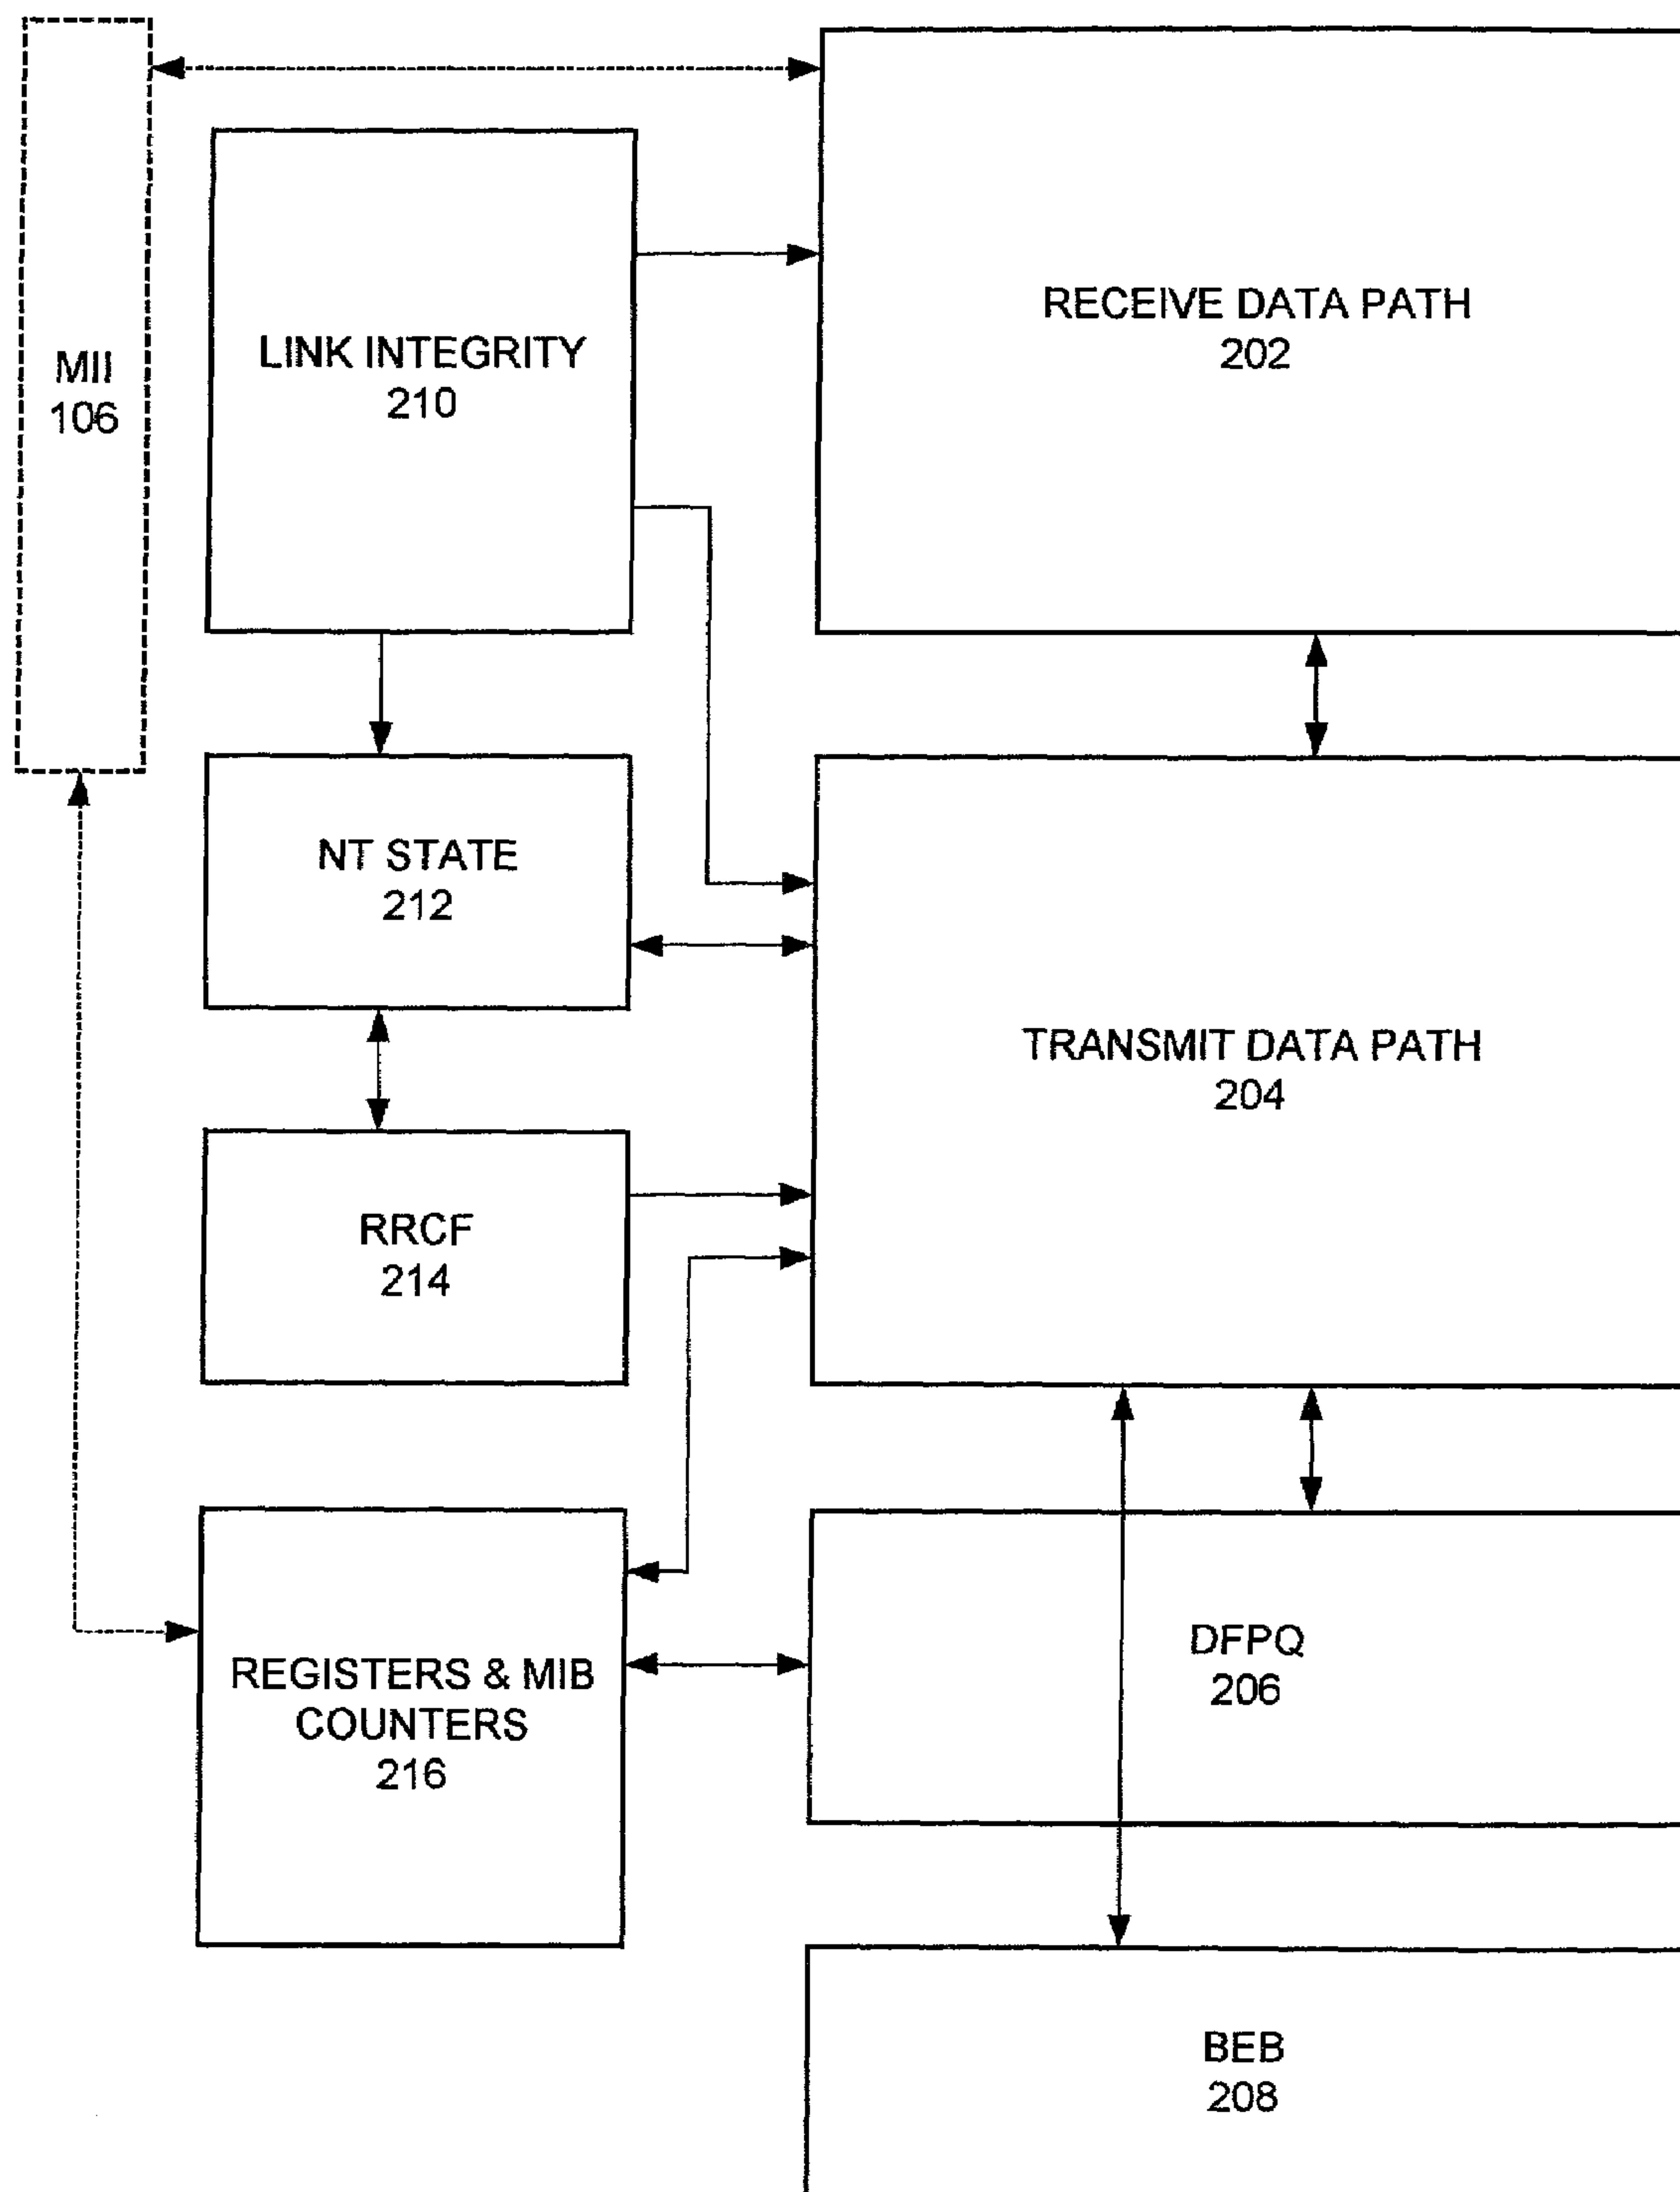 MII
106
LINK INTEGRITY
210
RECEIVE DATA PATH
202
NT STATE
212
TRANSMIT DATA PATH
204
RRCF
214
REGISTERS & MIB
COUNTERS
216
DFPQ
206
BEB
208